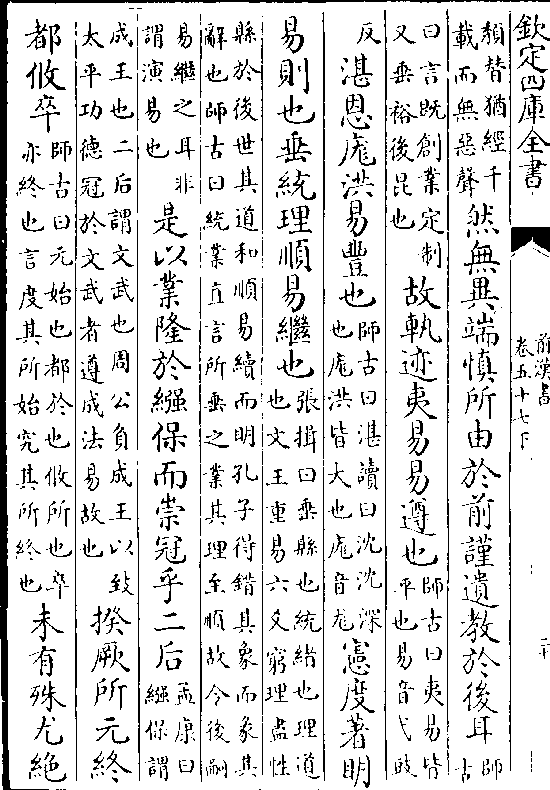 欽定四庫全書
前漢書
卷五十七下
二十
頽替猶經千載而無惡聲然無異端慎所由於前謹遺教於後耳師古
曰言既創業定制又垂裕後昆也故軌迹夷易易遵也師古曰夷易皆平也易音弋豉
反湛恩厖洪易豐也師古曰湛讀曰沈沈深也厖洪皆大也厖音尨憲度著明
易則也垂統理順易繼也張揖曰垂縣也統緒也理道也文王重易六爻窮理盡性
縣於後世其道和順易續而明孔子得錯其象而彖其辭也師古曰統業直言所垂之業其理至順故令後嗣
易繼之耳非謂演易也是以業隆於繈保而崇冠乎二后孟康曰繈保謂
成王也二后謂文武也周公負成王以致太平功德冠於文武者遵成法易故也揆厥所元終
都攸卒師古曰元始也都於也攸所也卒亦終也言度其所始究其所終也未有殊尤絶